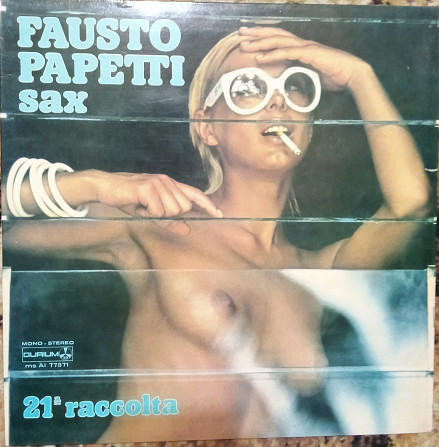 FAUSTO
PAPETTI
sax
MONO - STEREO
DURIUM
ms AI 77371
21ª raccolta